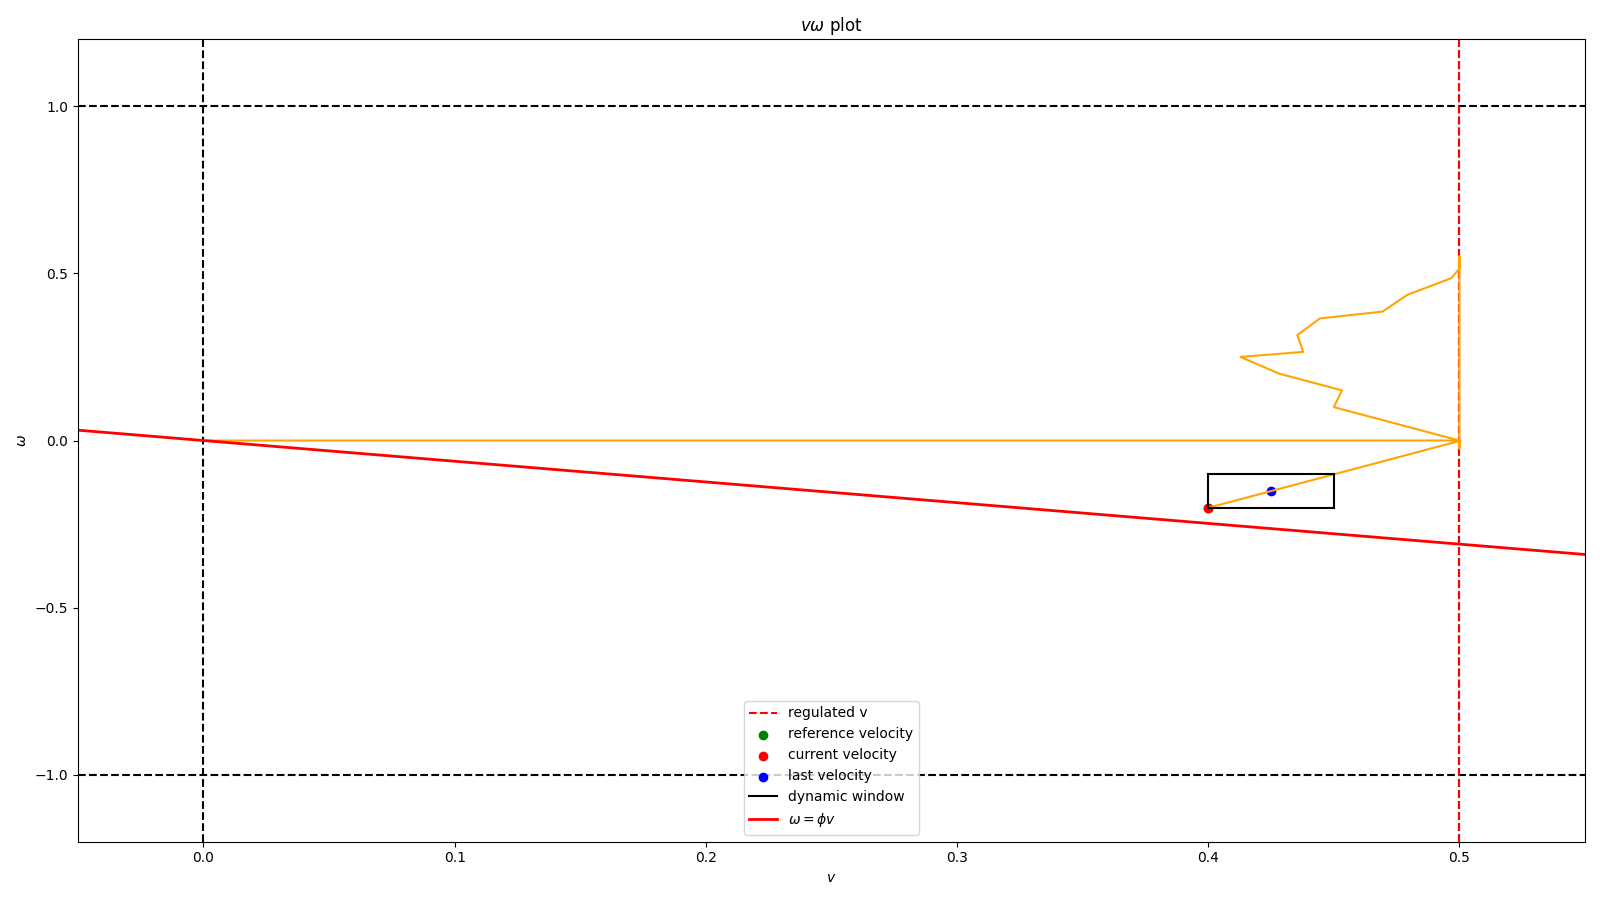 vω plot
1.0
0.5
0.0
−0.5
−1.0
ω
0.0 0.1 0.2 0.3 0.4 0.5
v
regulated v
reference velocity
current velocity
last velocity
dynamic window
ω = ϕv